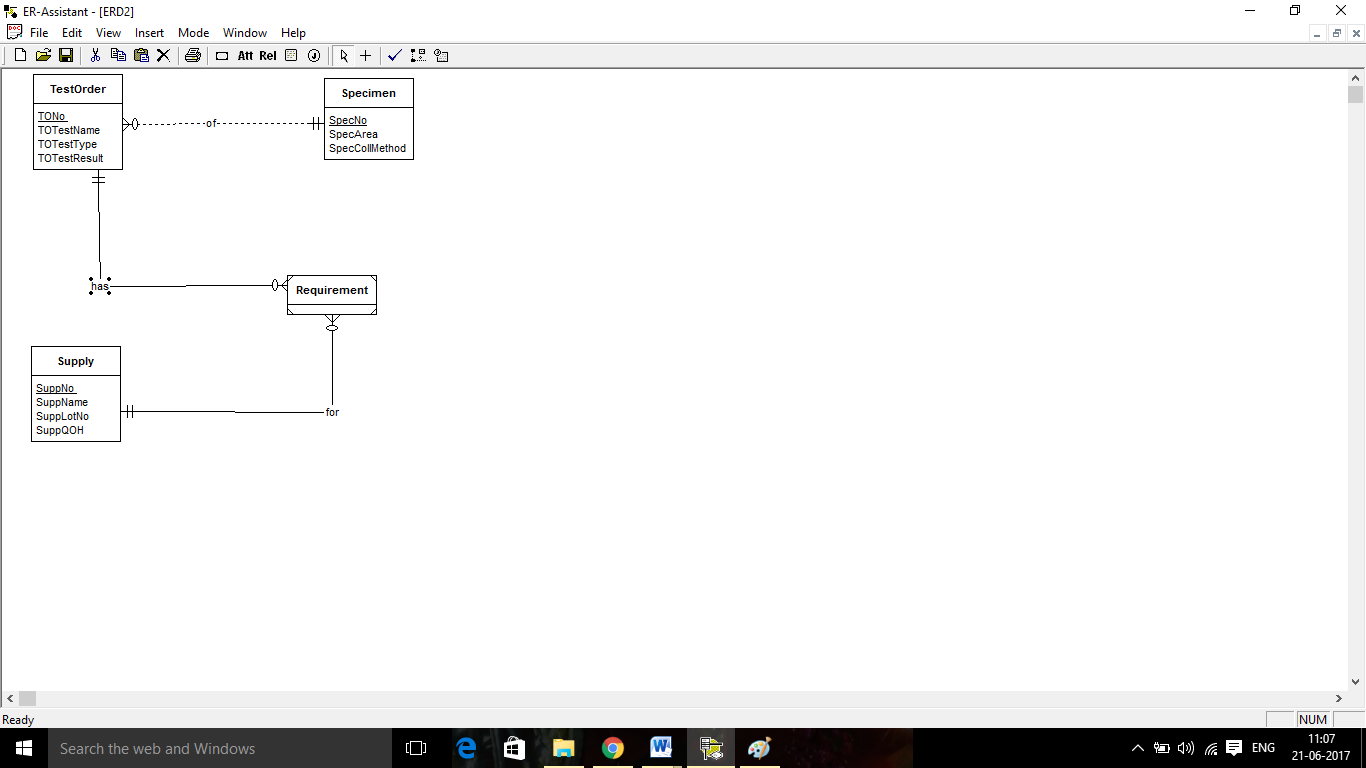 ER-Assistant - [ERD2]
DOC
File Edit View Insert Mode Window Help
Att Rel J
TestOrder
TONo
TOTestName
TOTestType
TOTestResult
of
Specimen
SpecNo
SpecArea
SpecCollMethod
has
Requirement
Supply
SuppNo
SuppName
SuppLotNo
SuppQOH
for
Ready
NUM
Search the web and Windows
ENG
11:07
21-06-2017